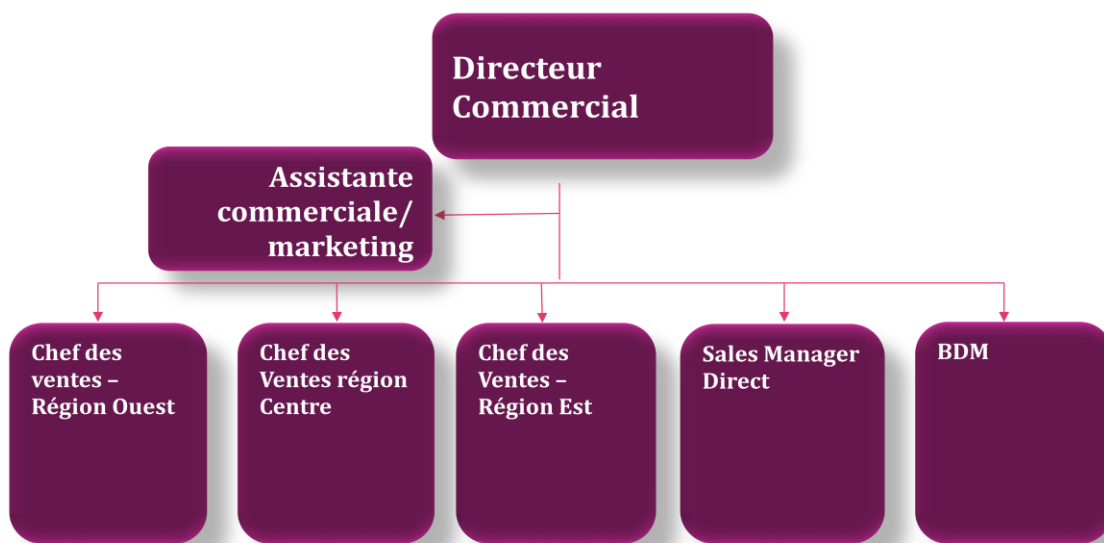 Directeur
Commercial
Assistante
commerciale/
marketing
Chef des
ventes –
Région Ouest
Chef des
Ventes région
Centre
Chef des
Ventes –
Région Est
Sales Manager
Direct
BDM